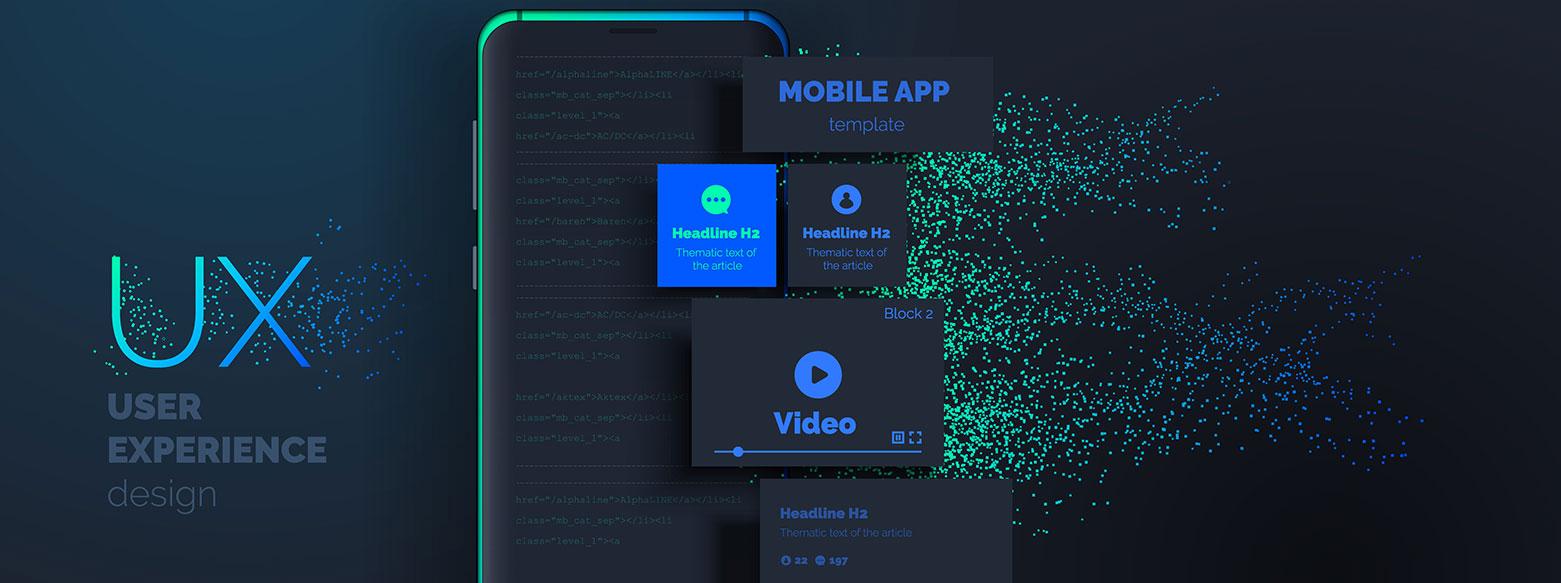 UX
USER
EXPERIENCE
design
href="/alphaline">AlphaLINE</a></li><li
class="mb_cat_sep"></li><li
class="level_1"><a
href="/ac-dc">AC/DC</a></li><li
class="mb_cat_sep"></li>
class="level_1"><a
href="/baren">Baren</a></li>
class="mb_cat_sep"></li>
class="level_1"><a
href="/ac-dc">AC/DC</a></li><l
class="mb_cat_sep"></li><li
class="level_1"><a
href="/aktex">Aktex</a></li><l
class="mb_cat_sep"></li><li
class="level_1"><a
href="/alphaline">AlphaLINE</a></li><li
class="mb_cat_sep"></li><li
class="level_1"><a
MOBILE APP
template
Headline H2
Thematic text of
the article
Headline H2
Thematic text of
the article
Block 2
Video
Headline H2
Thematic text of the article
22 197